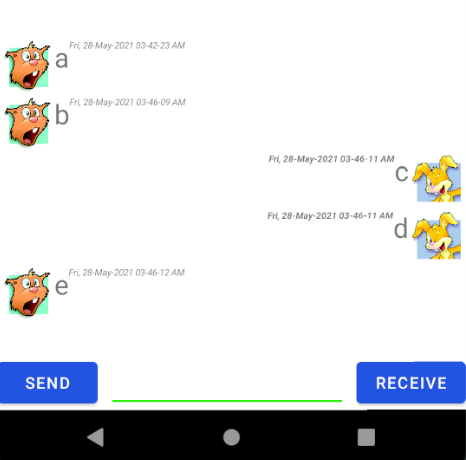 Fri, 28-May-2021 03-42-23 AM
a
Fri, 28-May-2021 03-46-09 AM
b
Fri, 28-May-2021 03-46-11 AM
c
Fri, 28-May-2021 03-46-11 AM
d
Fri, 28-May-2021 03-46-12 AM
e
SEND
RECEIVE